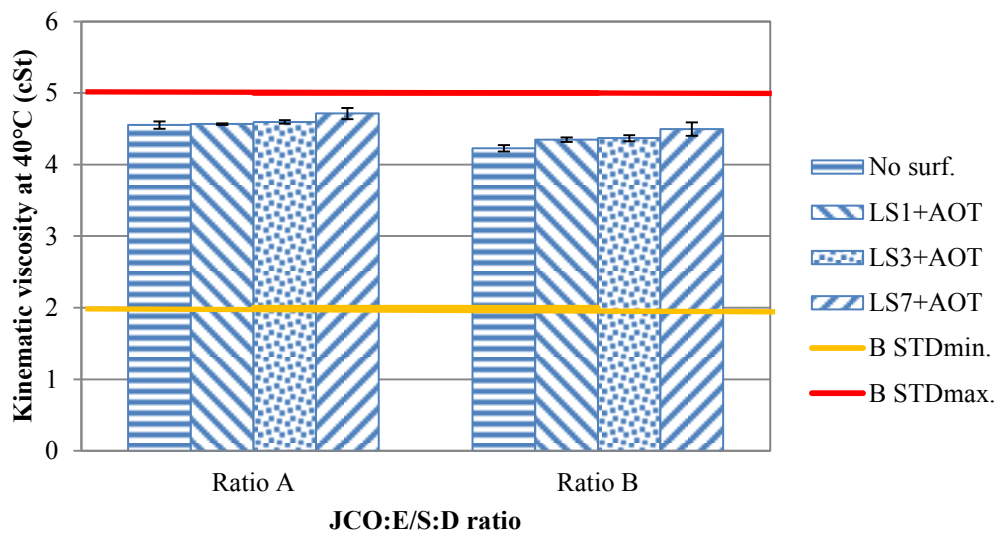 Kinematic viscosity at 40°C (cSt)
6
5
4
3
2
1
0
Ratio A
Ratio B
JCO:E/S:D ratio
No surf.
LS1+AOT
LS3+AOT
LS7+AOT
B STDmin.
B STDmax.